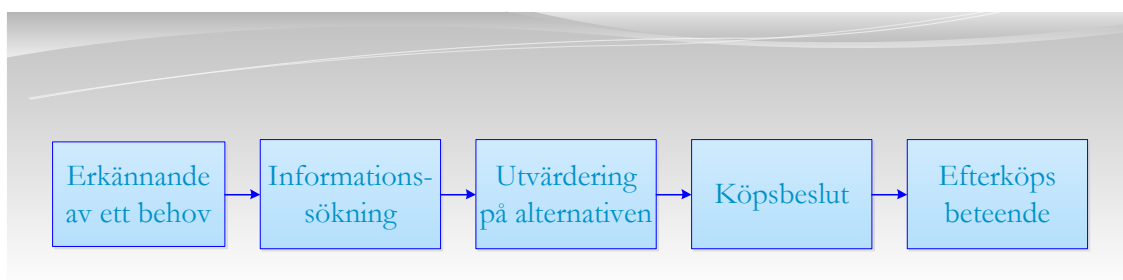 Erkännande
av ett behov
Informations-
sökning
Utvärdering
på alternativen
Köpsbeslut
Efterköps
beteende